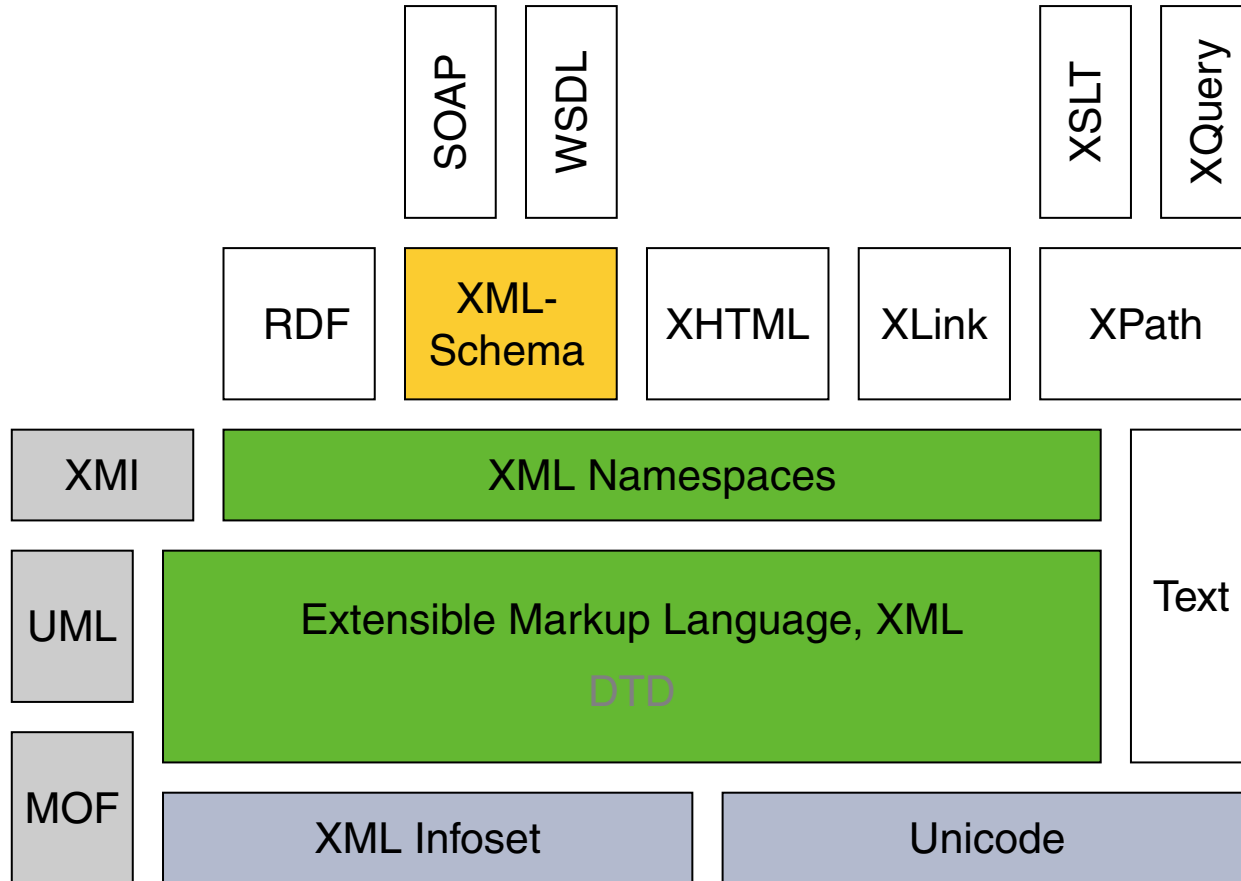 SOAP
WSDL
XSLT
XQuery
RDF
XML-
Schema
XHTML
XLink
XPath
XMI
XML Namespaces
UML
Extensible Markup Language, XML
DTD
Text
MOF
XML Infoset
Unicode